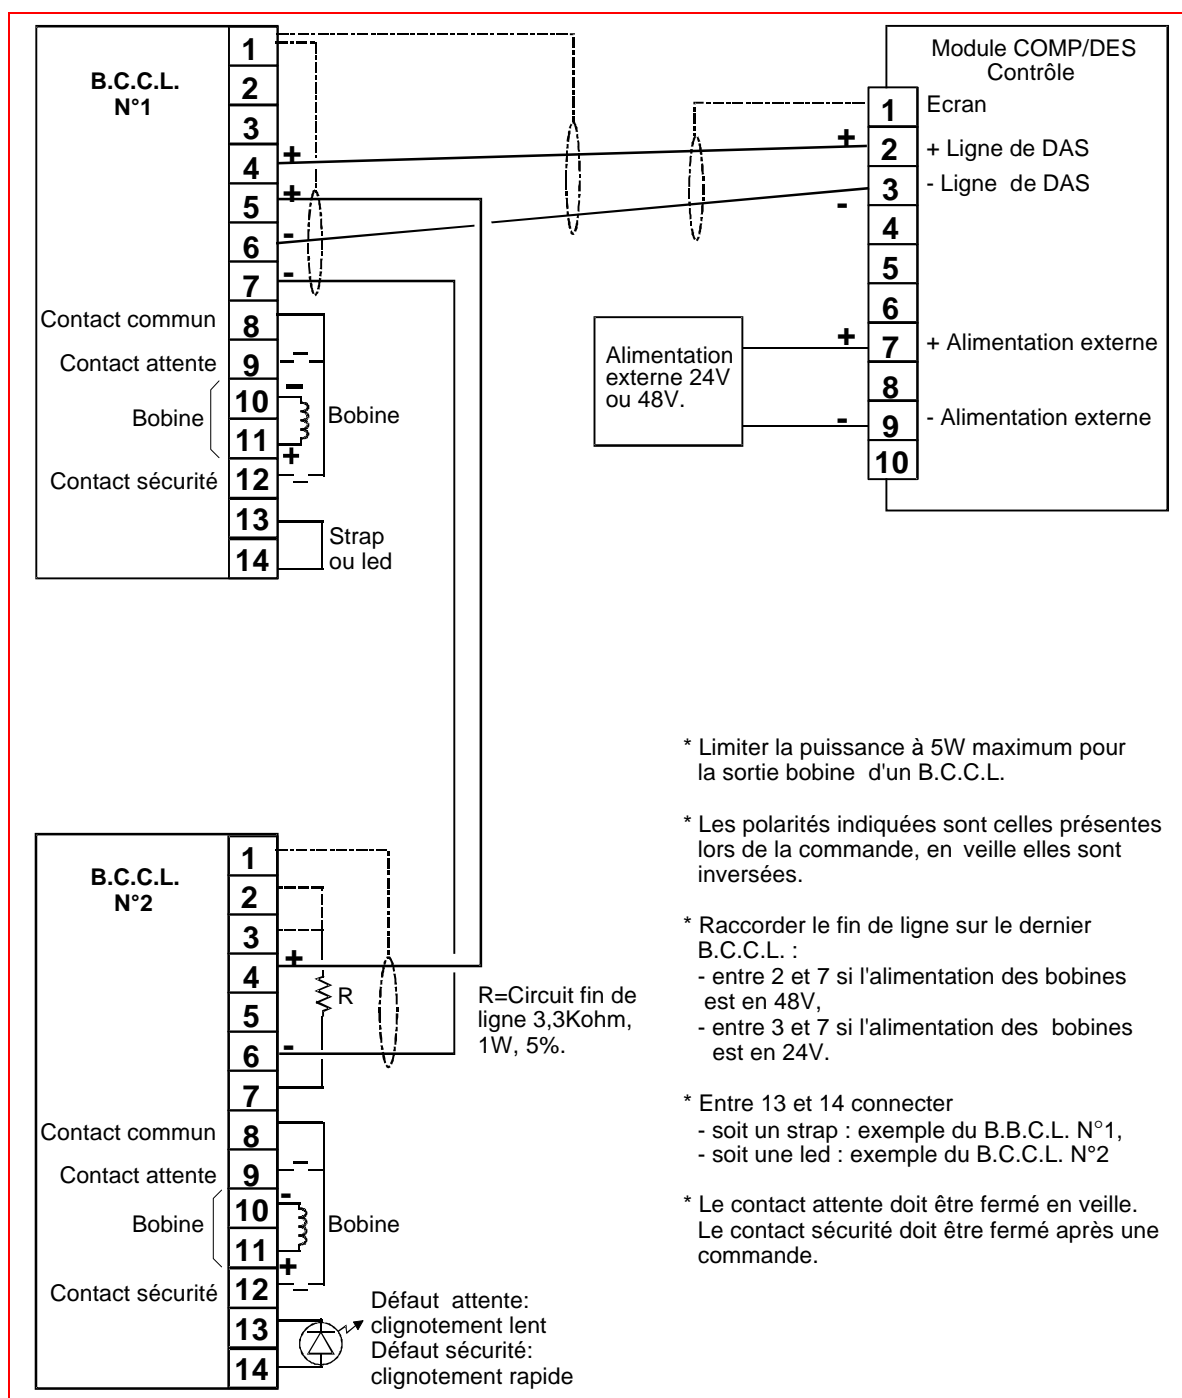 B.C.C.L.
N°1
1
2
3
4
5
6
7
8
9
10
11
12
13
14
+
+
-
-
Contact commun
Contact attente
Bobine
Contact sécurité
-
+
Bobine
Strap
ou led
Module COMP/DES
Contrôle
1
2
3
4
5
6
7
8
9
10
Ecran
+ Ligne de DAS
- Ligne de DAS
+ Alimentation externe
- Alimentation externe
+
-
+
-
Alimentation
externe 24V
ou 48V.
B.C.C.L.
N°2
1
2
3
4
5
6
7
8
9
10
11
12
13
14
+
-
R
R=Circuit fin de
ligne 3,3Kohm,
1W, 5%.
Contact commun
Contact attente
Bobine
Contact sécurité
-
+
Bobine
Défaut attente:
clignotement lent
Défaut sécurité:
clignotement rapide
* Limiter la puissance à 5W maximum pour
la sortie bobine d'un B.C.C.L.
* Les polarités indiquées sont celles présentes
lors de la commande, en veille elles sont
inversées.
* Raccorder le fin de ligne sur le dernier
B.C.C.L. :
- entre 2 et 7 si l'alimentation des bobines
est en 48V,
- entre 3 et 7 si l'alimentation des bobines
est en 24V.
* Entre 13 et 14 connecter
- soit un strap : exemple du B.B.C.L. N°1,
- soit une led : exemple du B.C.C.L. N°2
* Le contact attente doit être fermé en veille.
Le contact sécurité doit être fermé après une
commande.